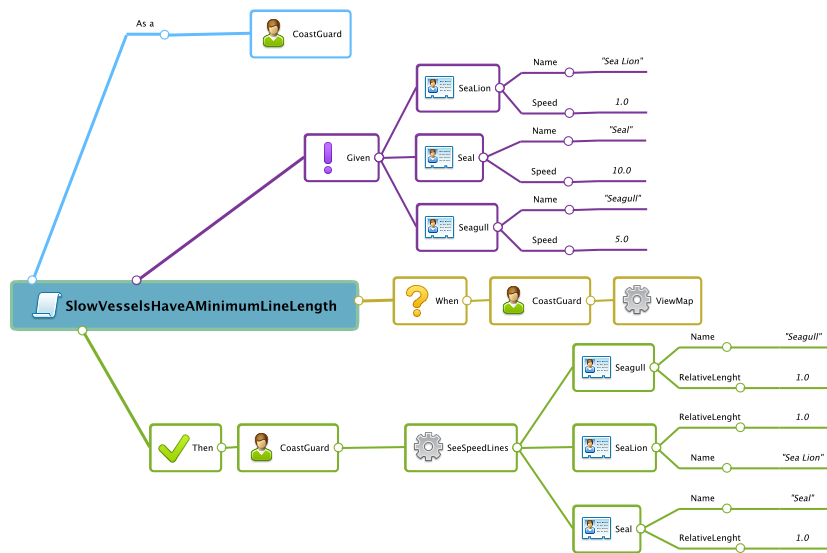 As a
CoastGuard
Given
SeaLion
Name
"Sea Lion"
Speed
1.0
Seal
Name
"Seal"
Speed
10.0
Seagull
Name
"Seagull"
Speed
5.0
SlowVesselsHaveAMinimumLineLength
When
CoastGuard
ViewMap
Then
CoastGuard
SeeSpeedLines
Seagull
Name
"Seagull"
RelativeLenght
1.0
SeaLion
RelativeLenght
1.0
Name
"Sea Lion"
Seal
Name
"Seal"
RelativeLenght
1.0